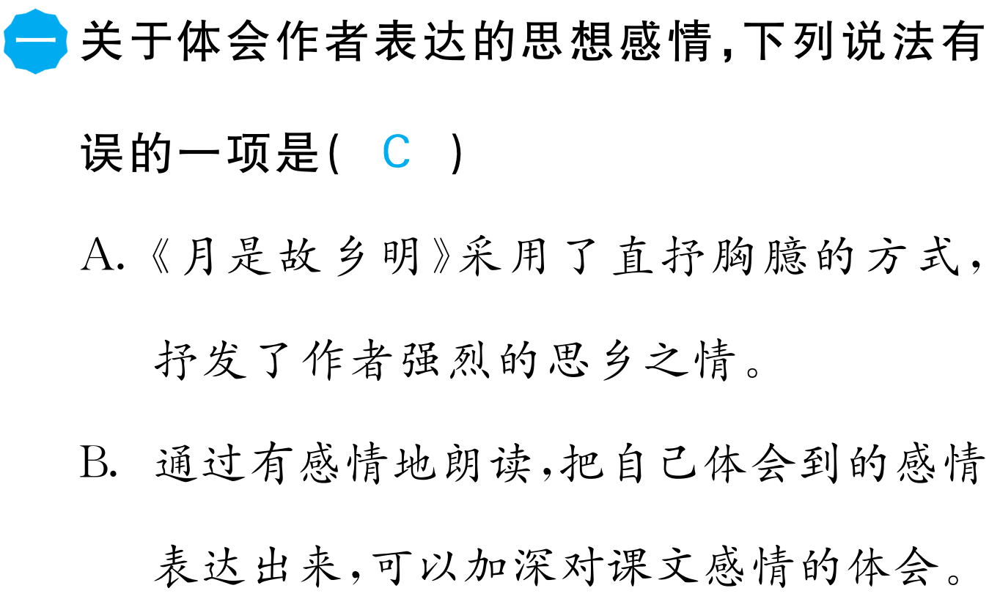 一 关于体会作者表达的思想感情,下列说法有
误的一项是( C )
A.《月是故乡明》采用了直抒胸臆的方式,
抒发了作者强烈的思乡之情。
B. 通过有感情地朗读,把自己体会到的感情
表达出来,可以加深对课文感情的体会。